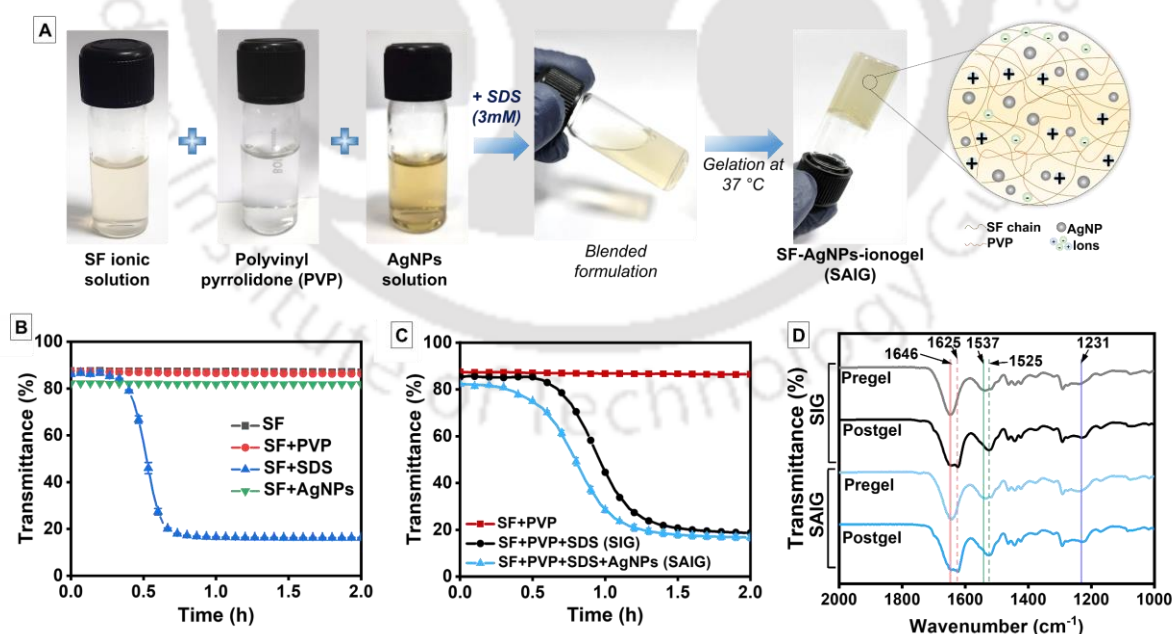 A
+ SDS
(3mM)
Gelation at
37 °C
SF ionic
solution
Polyvinyl
pyrrolidone (PVP)
AgNPs
solution
Blended
formulation
SF-AgNPs-ionogel
(SAIG)
SF chain
PVP
AgNP
Ions
B
Transmittance (%)
100
80
60
40
20
0
0.0 0.5 1.0 1.5 2.0
Time (h)
SF
SF+PVP
SF+SDS
SF+AgNPs
C
Transmittance (%)
100
80
60
40
20
0
0.0 0.5 1.0 1.5 2.0
Time (h)
SF+PVP
SF+PVP+SDS (SIG)
SF+PVP+SDS+AgNPs (SAIG)
D
1646
1625
1537
1525
1231
Transmittance (%)
SIG
Pregel
Postgel
SAIG
Pregel
Postgel
2000 1800 1600 1400 1200 1000
Wavenumber (cm⁻¹)
Institute of Technology Gu